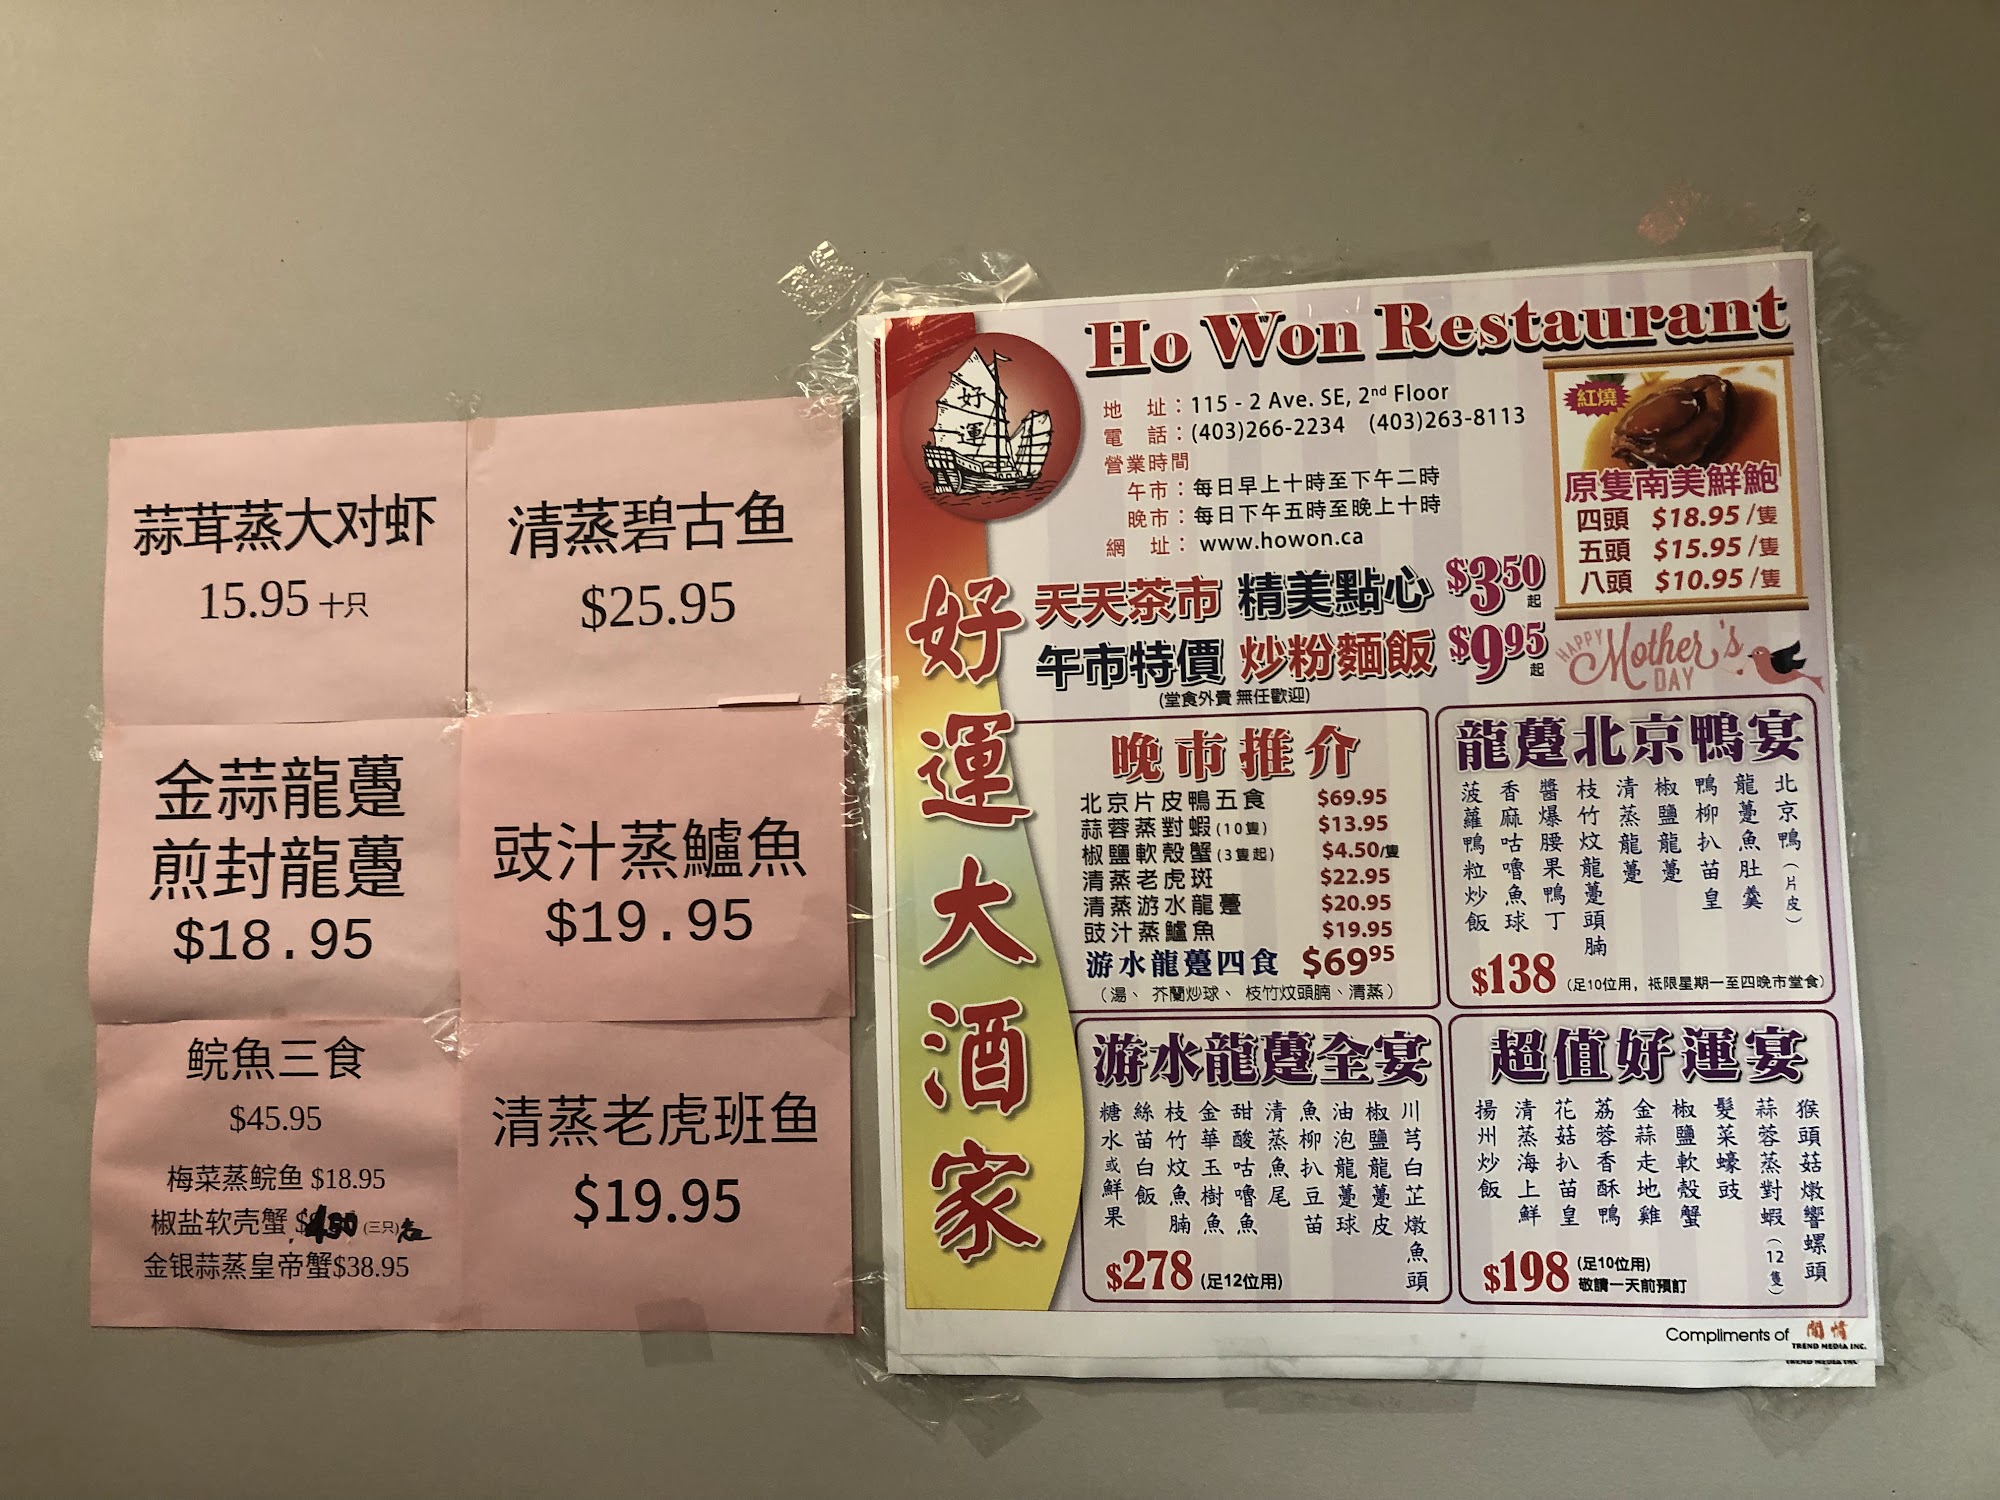 蒜茸蒸大对虾
15.95 十只
清蒸碧古鱼
$25.95
金蒜龍躉
煎封龍躉
$18.95
豉汁蒸鱸魚
$19.95
鲩魚三食
$45.95
梅菜蒸鲩鱼 $18.95
椒盐软壳蟹 $4.50 (三只)起
金银蒜蒸皇帝蟹$38.95
清蒸老虎班鱼
$19.95
Ho Won Restaurant
好運
地 址：115 - 2 Ave. SE, 2nd Floor
電 話：(403)266-2234 (403)263-8113
營業時間
午市：每日早上十時至下午二時
晚市：每日下午五時至晚上十時
網 址： www.howon.ca
紅燒
原隻南美鮮鮑
四頭 $18.95 /隻
五頭 $15.95 /隻
八頭 $10.95 /隻
好運大酒家
天天茶市 精美點心 $3.50起
午市特價 炒粉麵飯 $9.95起
(堂食外賣 無任歡迎)
HAPPY
Mother's
DAY
晚市推介
北京片皮鴨五食 $69.95
蒜蓉蒸對蝦(10隻) $13.95
椒鹽軟殼蟹(3隻起) $4.50/隻
清蒸老虎斑 $22.95
清蒸游水龍躉 $20.95
豉汁蒸鱸魚 $19.95
游水龍躉四食 $69.95
（湯、 芥蘭炒球、 枝竹炆頭腩、清蒸）
龍躉北京鴨宴
北京鴨(片皮)
龍躉魚肚羹
鴨柳扒苗皇
椒鹽龍躉
清蒸龍躉
枝竹炆龍躉頭腩
醬爆腰果鴨丁
香麻咕嚕魚球
菠蘿鴨粒炒飯
$138 (足10位用，祗限星期一至四晚市堂食)
游水龍躉全宴
川芎白芷燉魚頭
椒鹽龍躉皮
油泡龍躉球
魚柳扒豆苗
清蒸魚尾
甜酸咕嚕魚
金華玉樹魚
枝竹炆魚腩
絲苗白飯
糖水或鮮果
$278 (足12位用)
超值好運宴
猴頭菇燉響螺頭
蒜蓉蒸對蝦(12隻)
髮菜蠔豉
椒鹽軟殼蟹
金蒜走地雞
荔蓉香酥鴨
花菇扒苗皇
清蒸海上鮮
揚州炒飯
$198 (足10位用)
敬請一天前預訂
Compliments of 閒情
TREND MEDIA INC.
TREND MEDIA INC